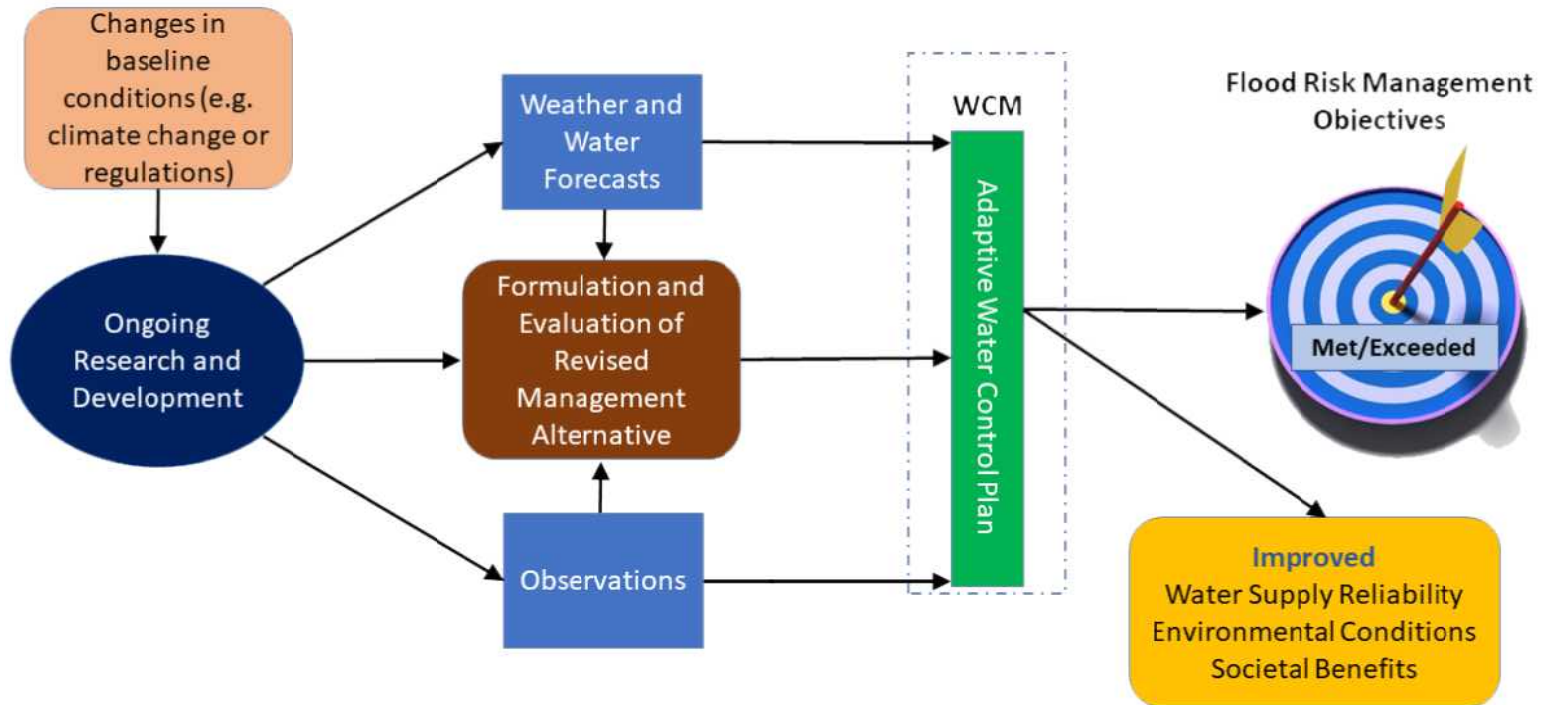 Changes in
baseline
conditions (e.g.
climate change or
regulations)
Ongoing
Research and
Development
Weather and
Water
Forecasts
Formulation and
Evaluation of
Revised
Management
Alternative
Observations
WCM
Adaptive Water Control Plan
Flood Risk Management
Objectives
Met/Exceeded
Improved
Water Supply Reliability
Environmental Conditions
Societal Benefits